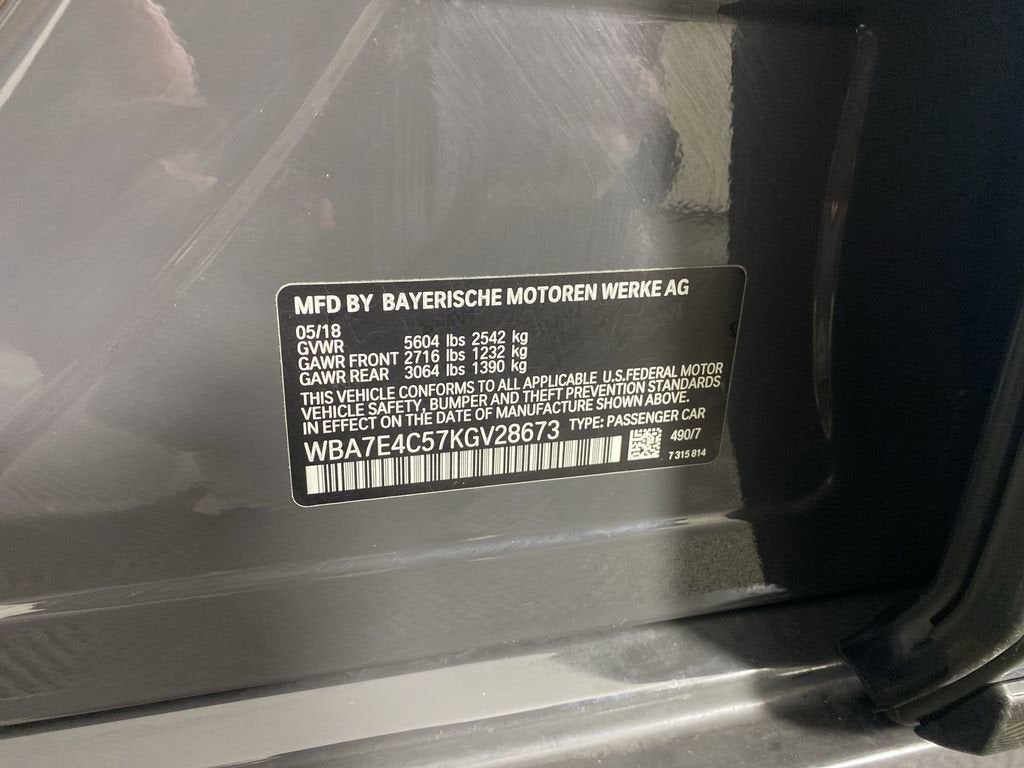 MFD BY BAYERISCHE MOTOREN WERKE AG
05/18
GVWR 5604 lbs 2542 kg
GAWR FRONT 2716 lbs 1232 kg
GAWR REAR 3064 lbs 1390 kg
THIS VEHICLE CONFORMS TO ALL APPLICABLE U.S.FEDERAL MOTOR
VEHICLE SAFETY, BUMPER AND THEFT PREVENTION STANDARDS
IN EFFECT ON THE DATE OF MANUFACTURE SHOWN ABOVE.
WBA7E4C57KGV28673 TYPE: PASSENGER CAR
490/7
7 315 814